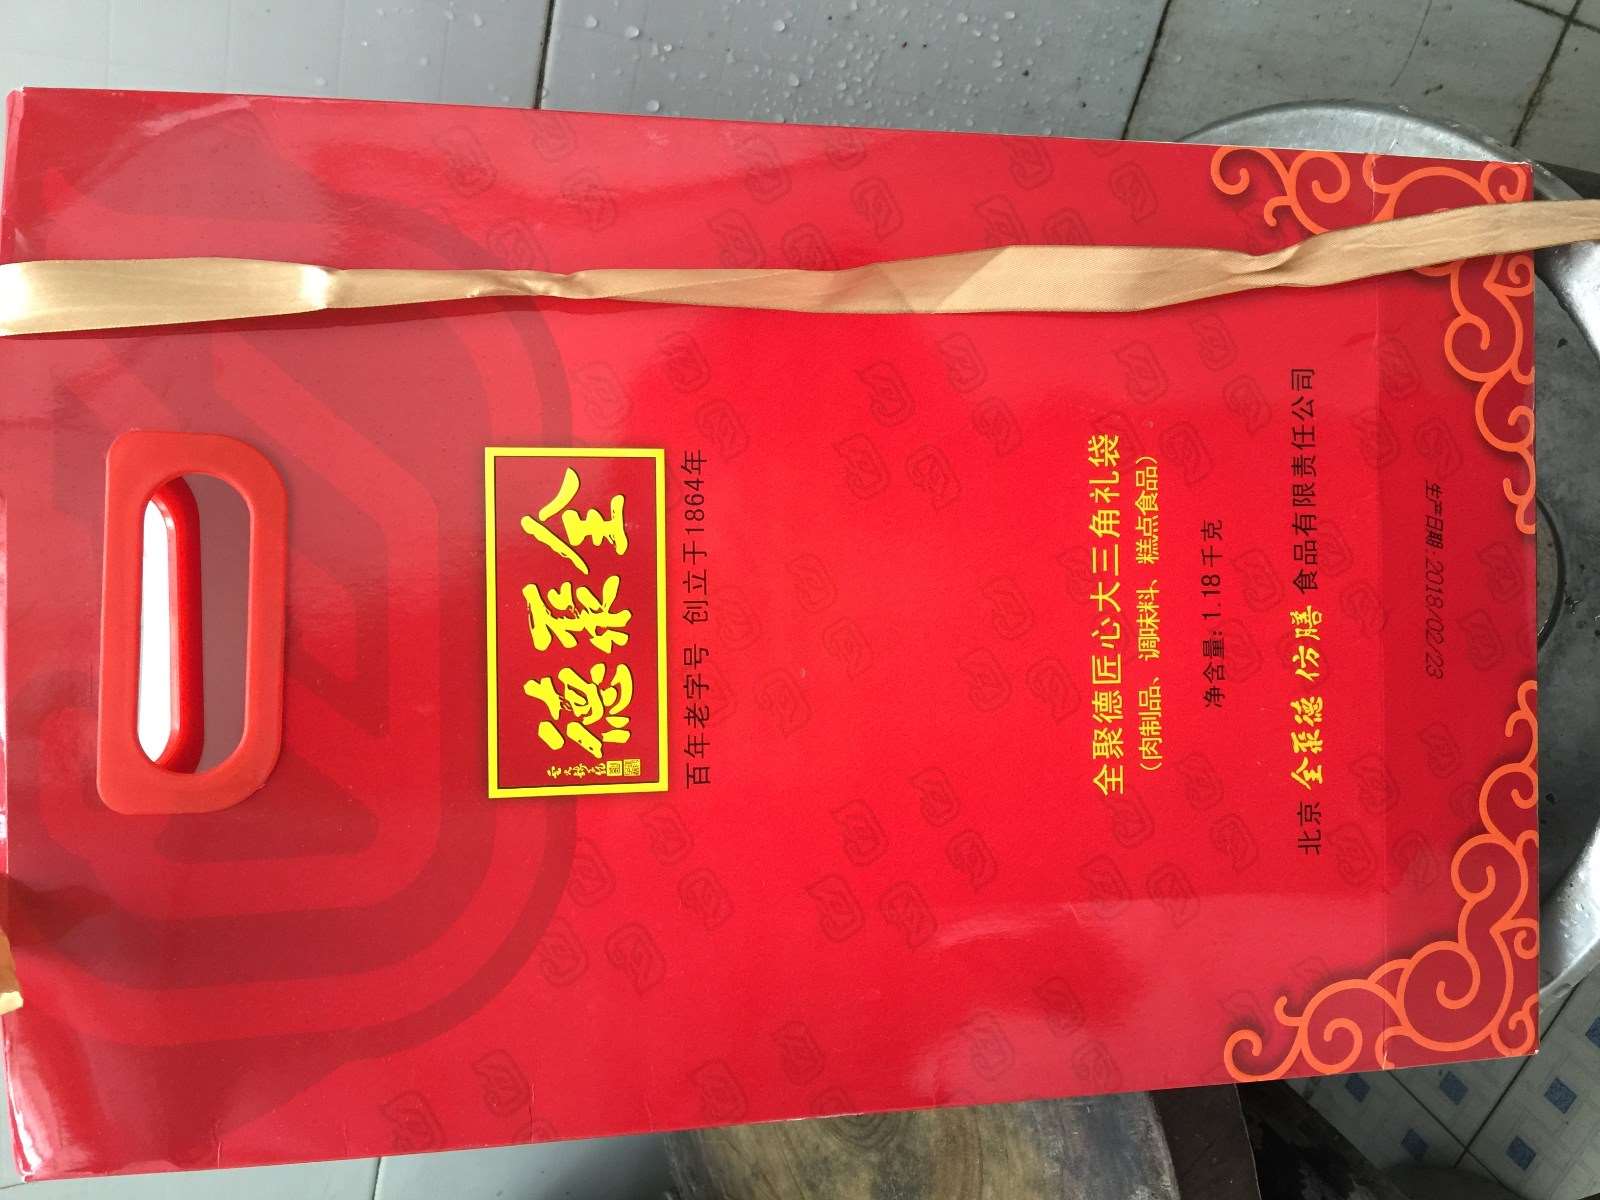 全聚德
百年老字号 创立于1864年
全聚德匠心大三角礼袋
(肉制品、调味料、糕点食品)
净含量: 1.18千克
北京 全聚德 仿膳 食品有限责任公司
生产日期: 2018/02/23